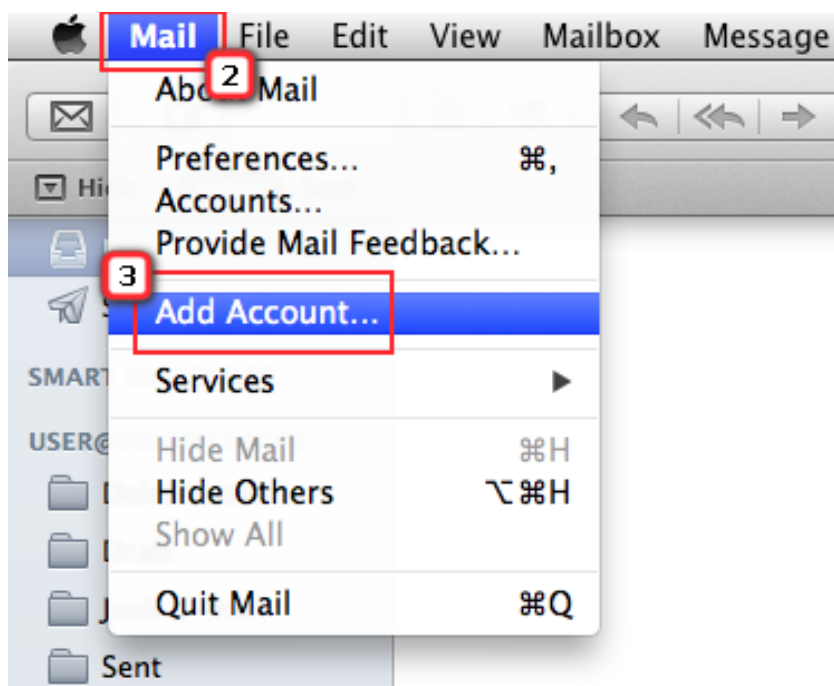 Mail File Edit View Mailbox Message
2
Mail
Preferences... ⌘,
Accounts...
Provide Mail Feedback...
3
Add Account...
SMART
Services ▶
USER@
Hide Mail ⌘H
Hide Others ⌥⌘H
Show All
Quit Mail ⌘Q
Sent